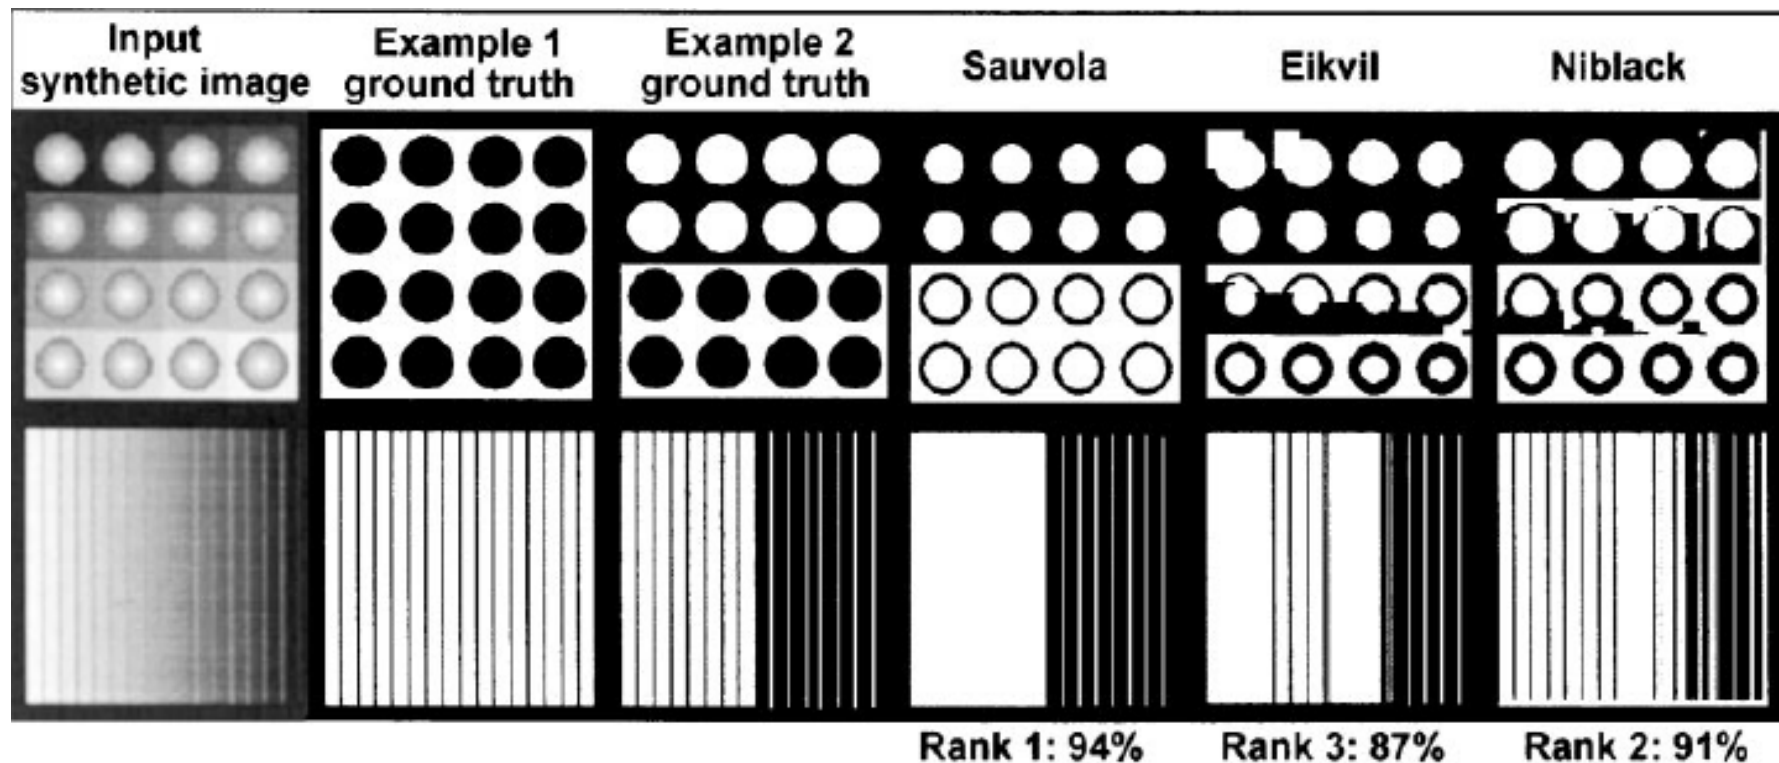 Input
synthetic image
Example 1
ground truth
Example 2
ground truth
Sauvola
Eikvil
Niblack
Rank 1: 94%
Rank 3: 87%
Rank 2: 91%